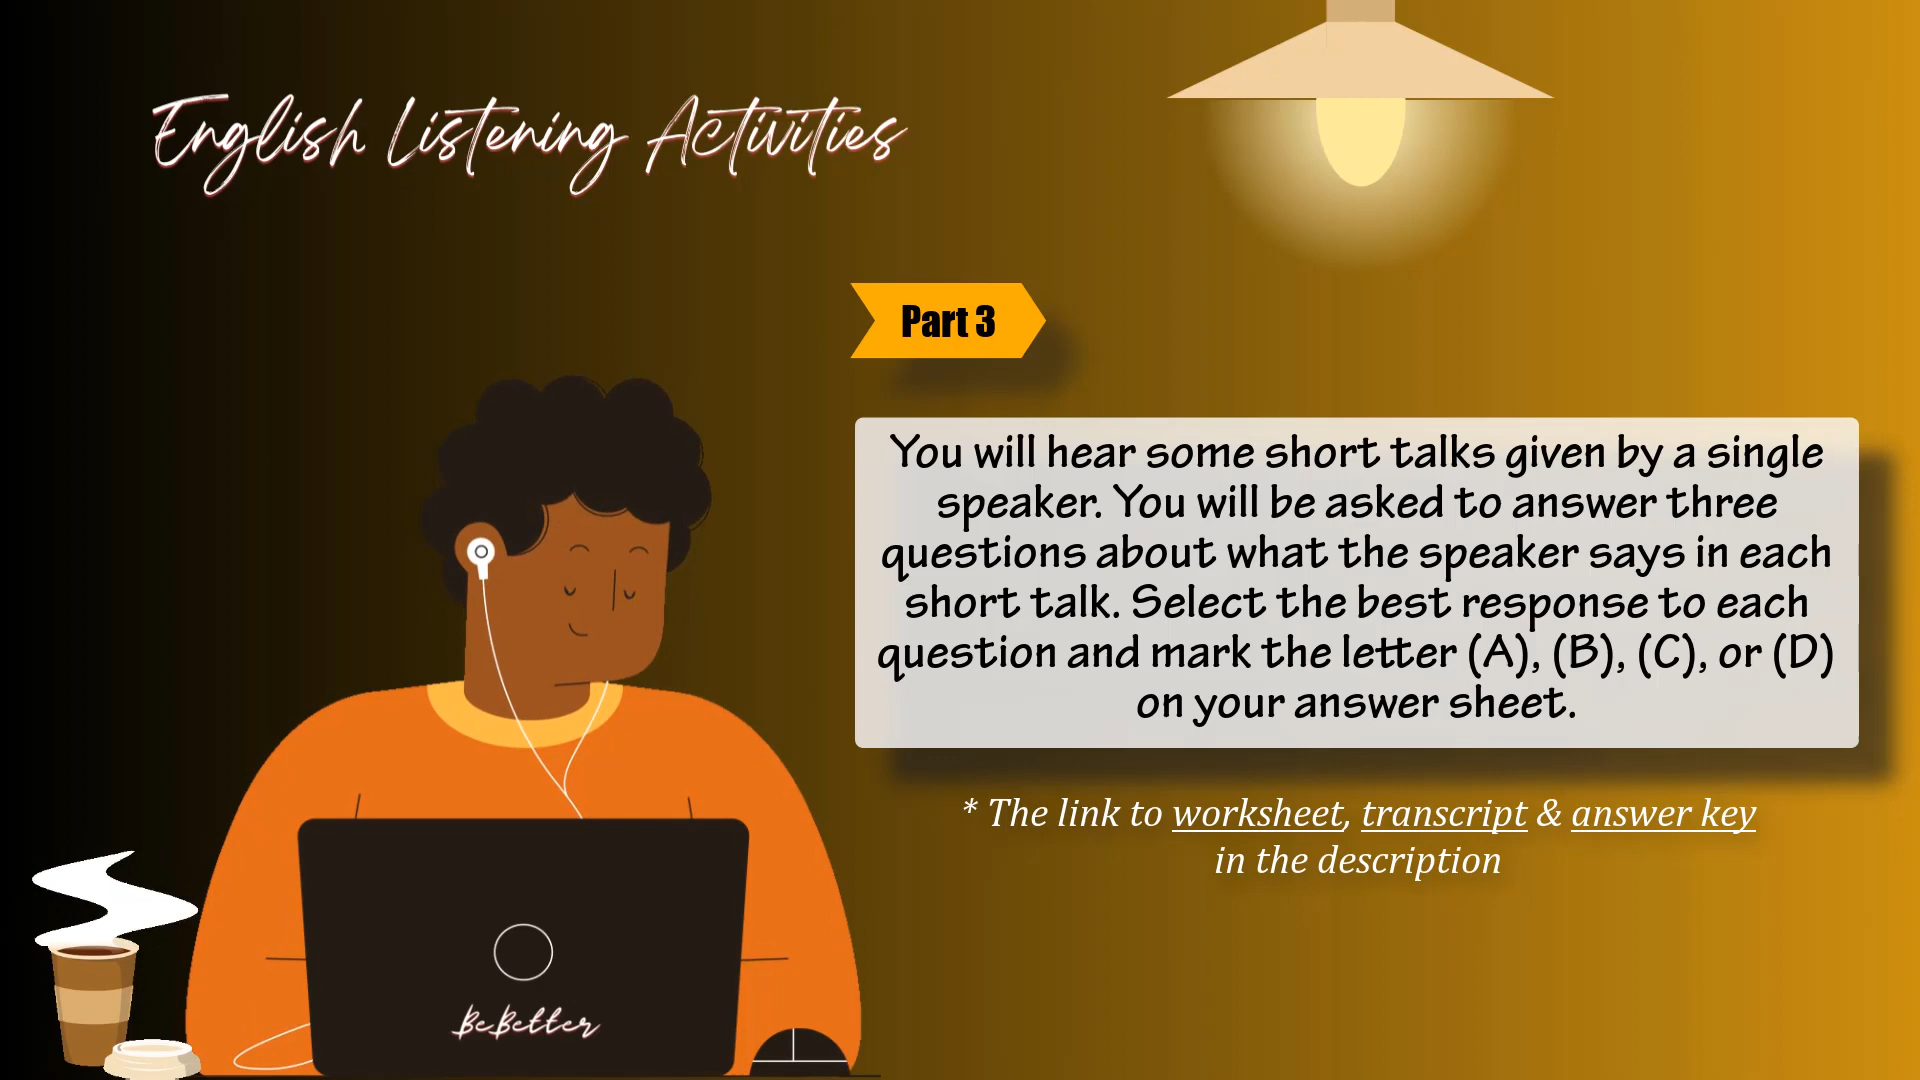 English Listening Activities
Part 3
You will hear some short talks given by a single
speaker. You will be asked to answer three
questions about what the speaker says in each
short talk. Select the best response to each
question and mark the letter (A), (B), (C), or (D)
on your answer sheet.
* The link to worksheet, transcript & answer key
in the description
BeBetter